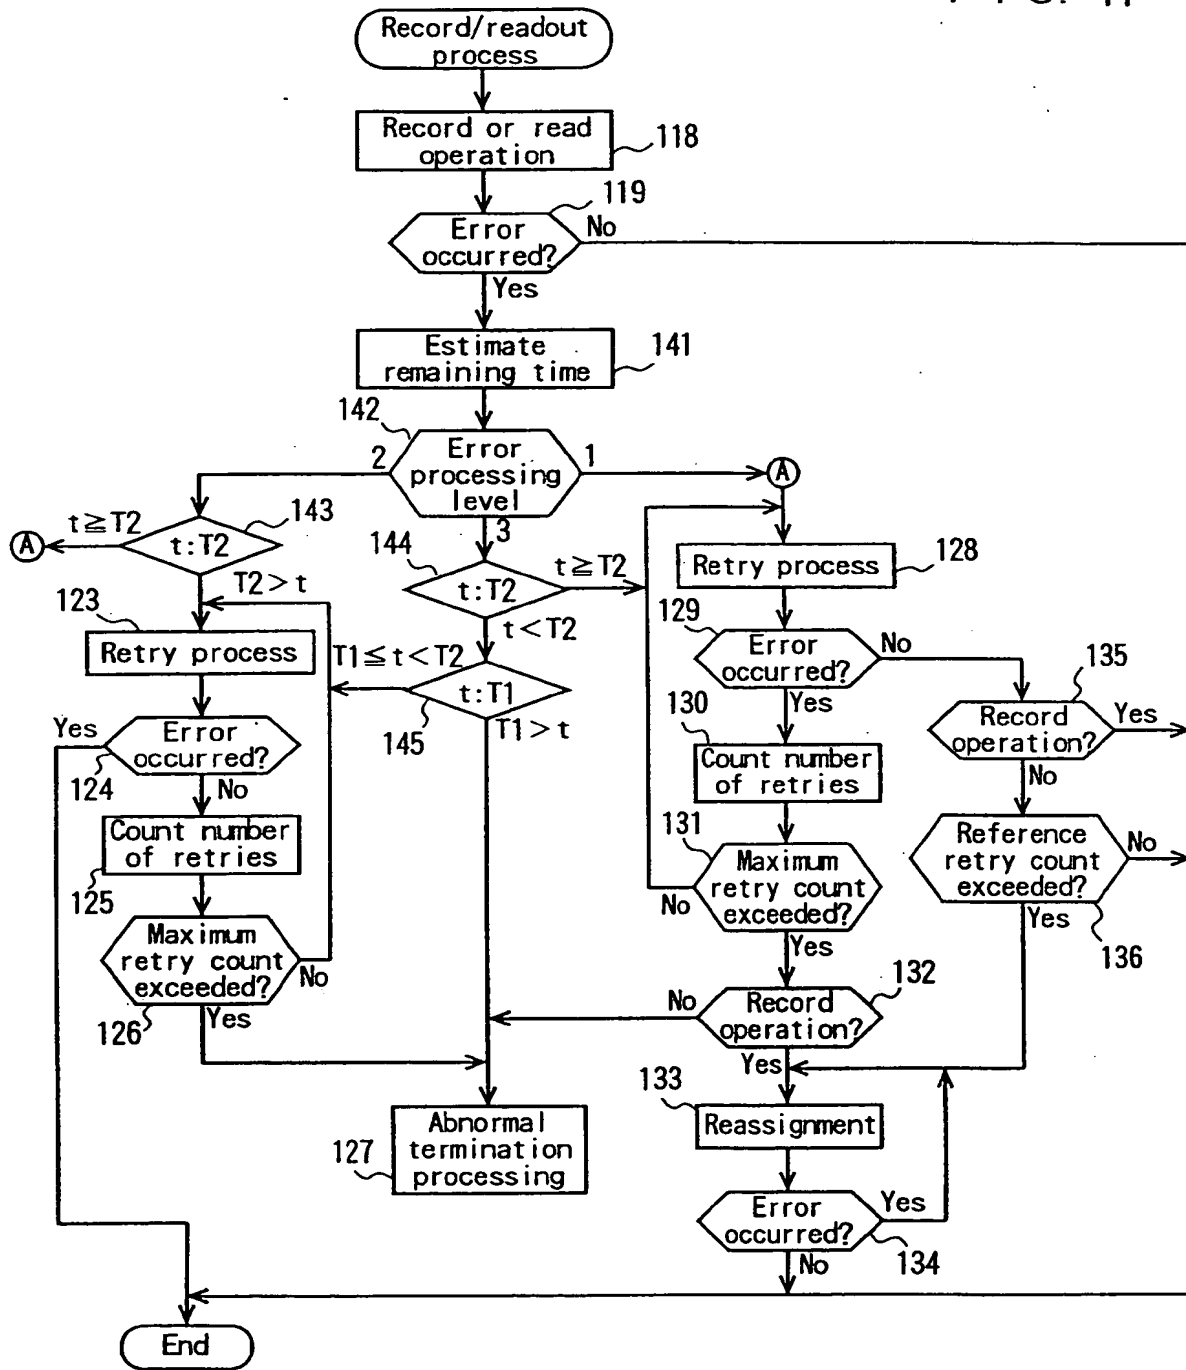 Record/readout
process
Record or read
operation
118
119
Error
occurred?
No
Yes
Estimate
remaining time
141
142
2
Error
processing
level
1
3
A
A
t≧T2
t:T2
143
T2>t
144
t:T2
t≧T2
t<T2
T1≦t<T2
t:T1
145
T1>t
123
Retry process
Yes
Error
occurred?
124
No
Count number
of retries
125
Maximum
retry count
exceeded?
No
126
Yes
Abnormal
termination
processing
127
Retry process
128
129
Error
occurred?
No
Yes
130
Count number
of retries
131
Maximum
retry count
exceeded?
No
Yes
135
Record
operation?
Yes
No
Reference
retry count
exceeded?
No
Yes
136
132
No
Record
operation?
Yes
133
Reassignment
Error
occurred?
Yes
134
No
End